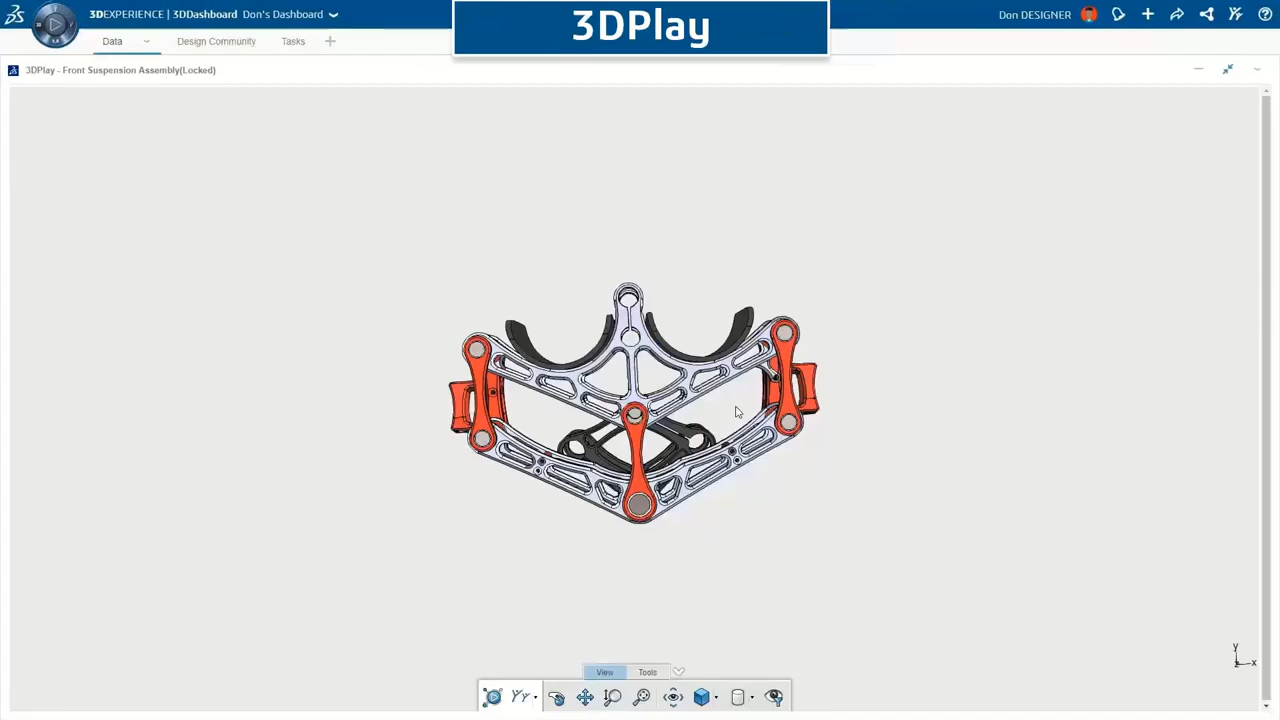 3DEXPERIENCE | 3DDashboard Don's Dashboard
3DPlay
Don DESIGNER
Data
Design Community
Tasks
3DPlay - Front Suspension Assembly(Locked)
y
z
x
View
Tools